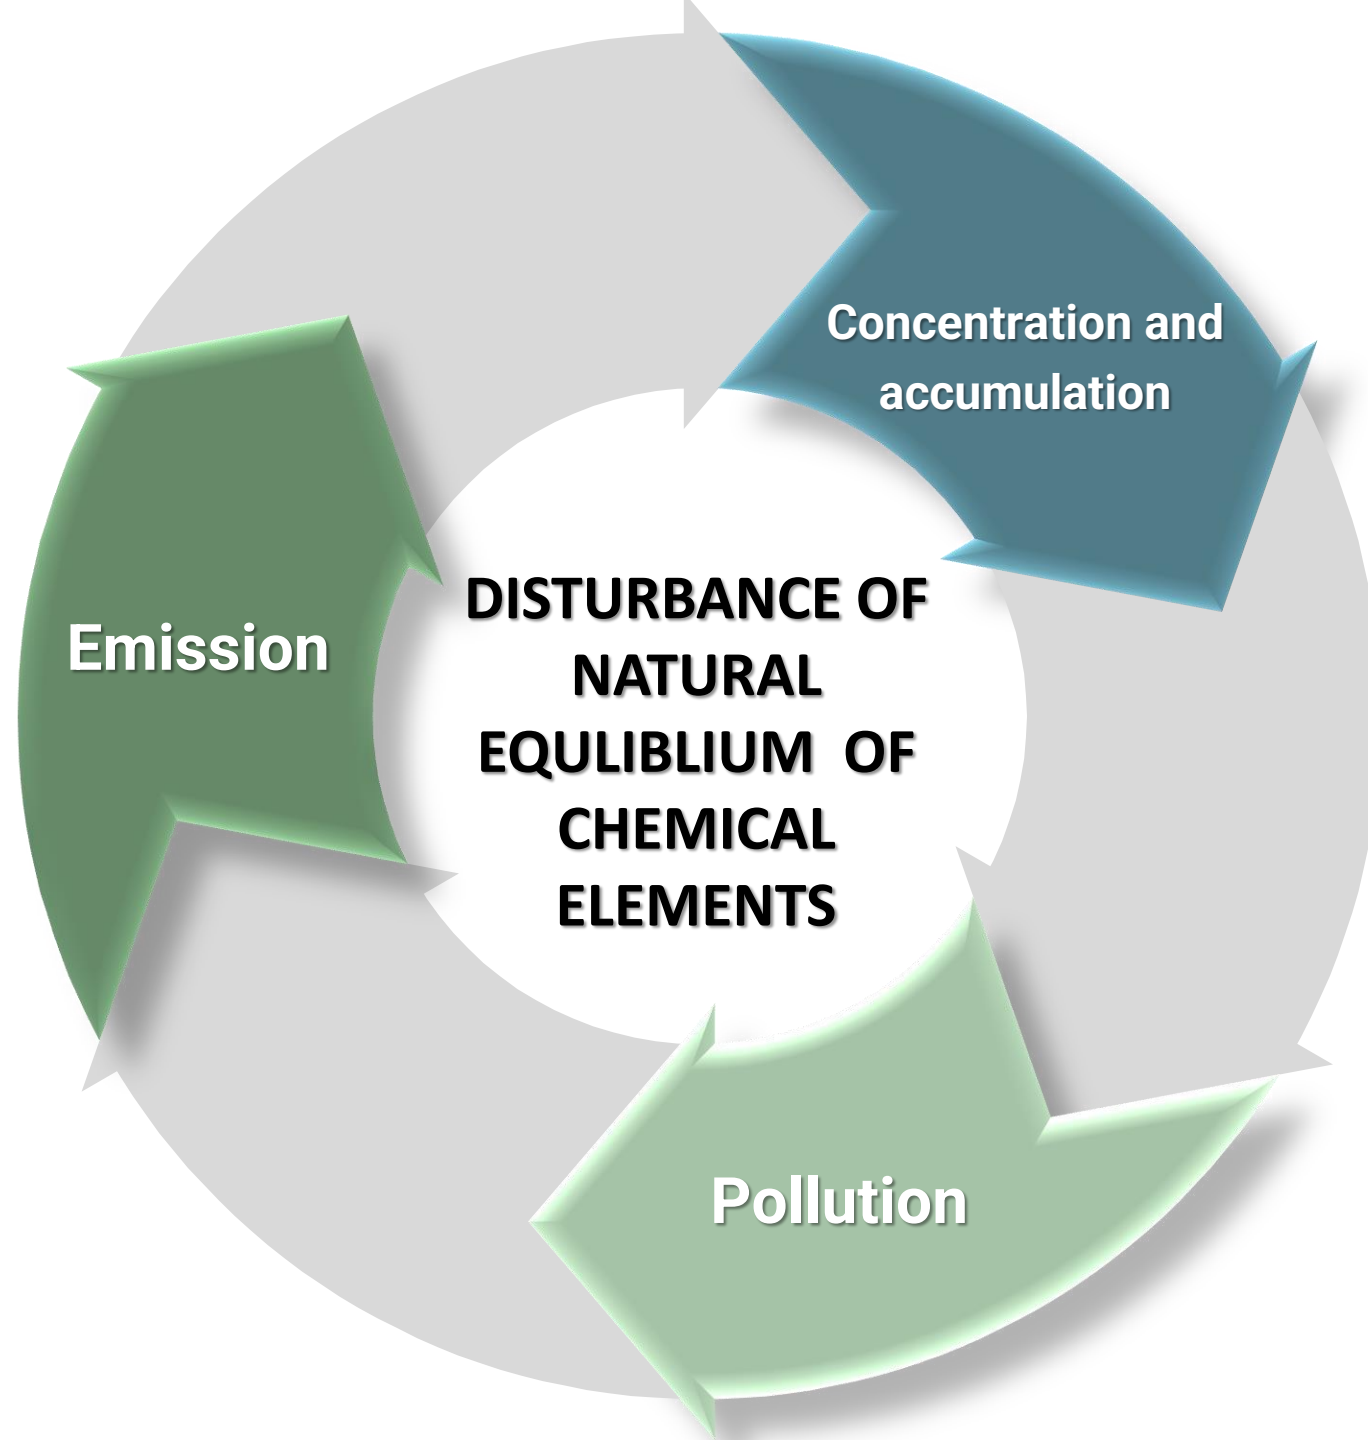 Concentration and
accumulation
Emission
DISTURBANCE OF
NATURAL
EQULIBLIUM  OF
CHEMICAL
ELEMENTS
Pollution